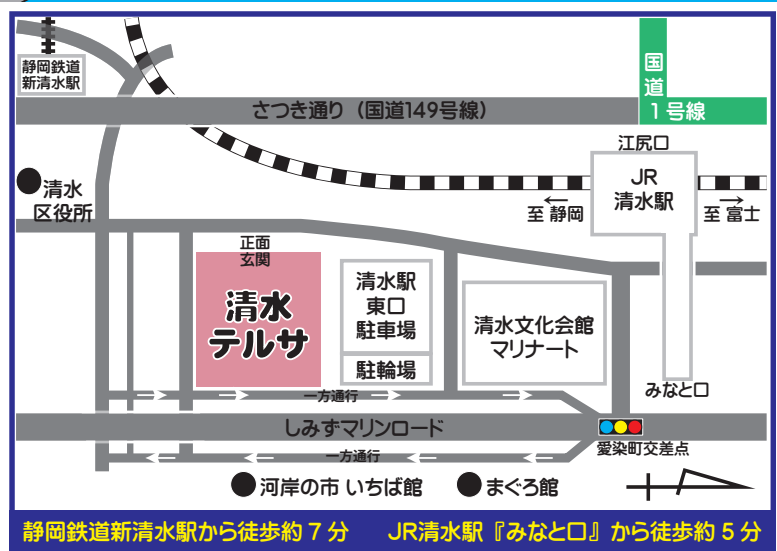 静岡鉄道
新清水駅
国道
1号線
さつき通り（国道149号線）
江尻口
JR
清水駅
←
至 静岡
→
至 富士
清水
区役所
正面
玄関
清水
テルサ
清水駅
東口
駐車場
駐輪場
清水文化会館
マリナート
みなと口
→ → 一方通行 → →
しみずマリンロード
愛染町交差点
← ← 一方通行 ← ←
河岸の市 いちば館
まぐろ館
静岡鉄道新清水駅から徒歩約７分　JR清水駅『みなと口』から徒歩約５分